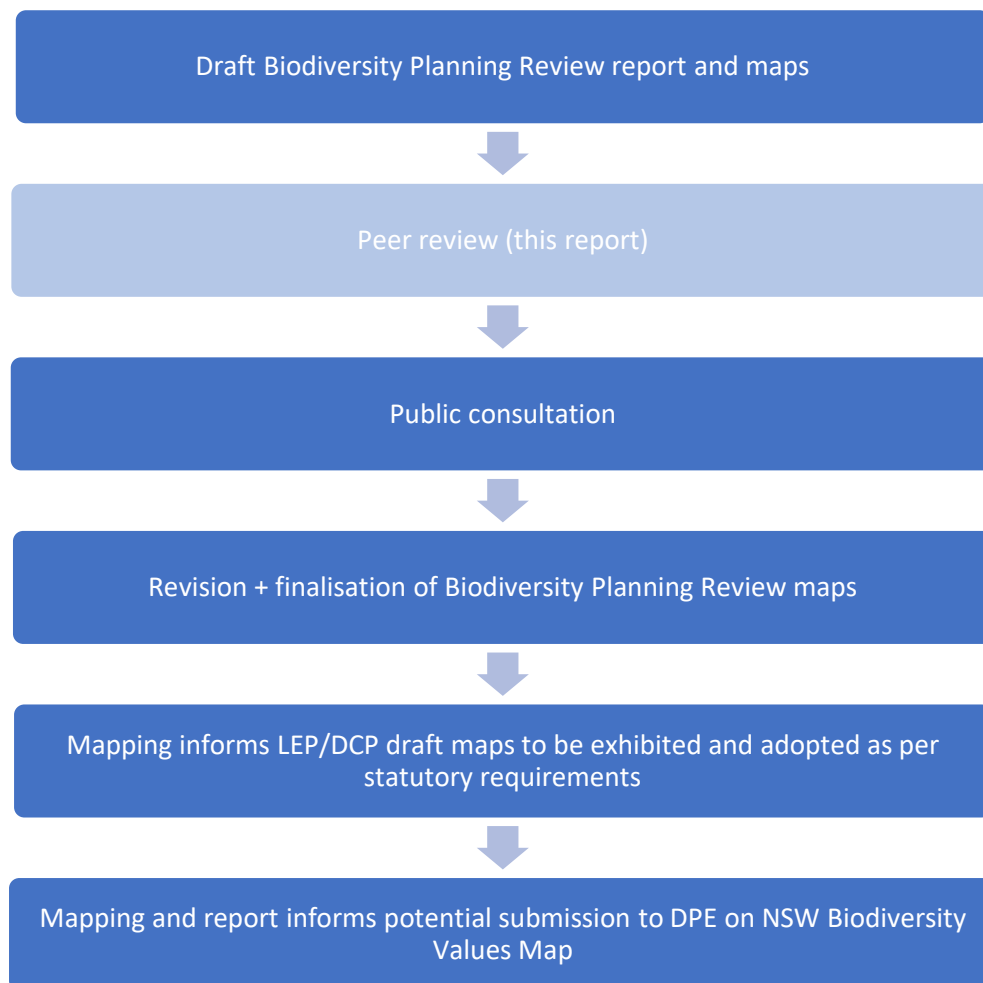 Draft Biodiversity Planning Review report and maps
Peer review (this report)
Public consultation
Revision + finalisation of Biodiversity Planning Review maps
Mapping informs LEP/DCP draft maps to be exhibited and adopted as per
statutory requirements
Mapping and report informs potential submission to DPE on NSW Biodiversity
Values Map